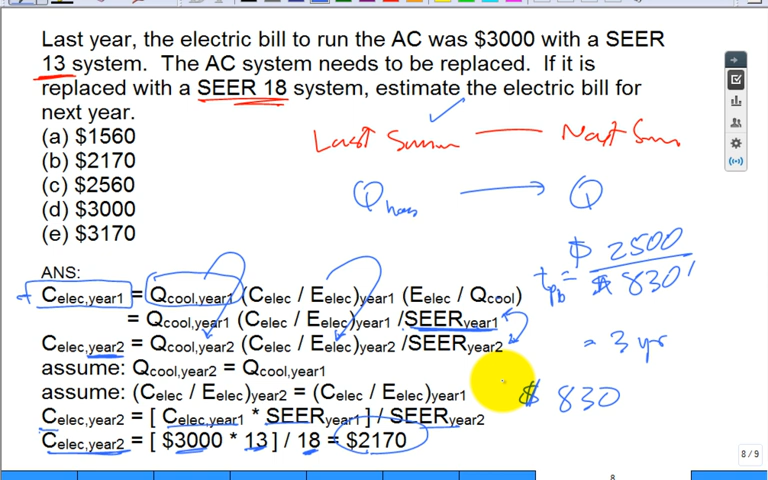 Last year, the electric bill to run the AC was $3000 with a SEER
13 system. The AC system needs to be replaced. If it is
replaced with a SEER 18 system, estimate the electric bill for
next year.
(a) $1560
(b) $2170
(c) $2560
(d) $3000
(e) $3170
Last Summ — Next Sum
Q → Q
$ 2500
tpb = $ 830
= 3 yr
$ 830
ANS:
Celec,year1 = Qcool,year1 (Celec / Eelec)year1 (Eelec / Qcool)
= Qcool,year1 (Celec / Eelec)year1 /SEERyear1
Celec,year2 = Qcool,year2 (Celec / Eelec)year2 /SEERyear2
assume: Qcool,year2 = Qcool,year1
assume: (Celec / Eelec)year2 = (Celec / Eelec)year1
Celec,year2 = [ Celec,year1 * SEERyear1] / SEERyear2
Celec,year2 = [ $3000 * 13] / 18 = $2170
8 / 9
8